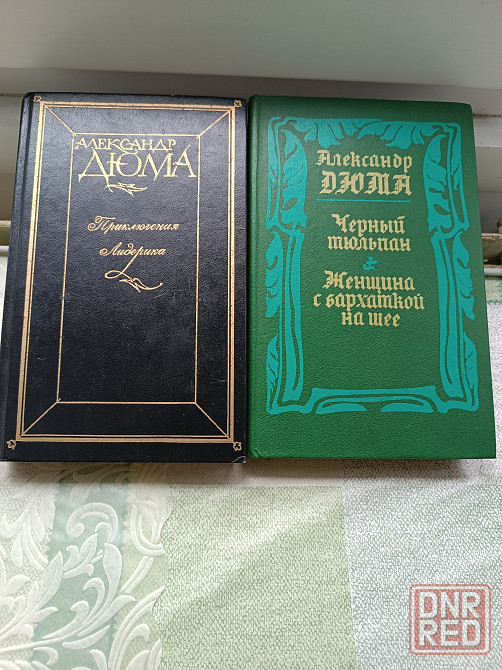 АЛЕКСАНДР
ДЮМА
Приключения
Лидерика
Александр
ДЮМА
Черный
тюльпан
&
Женщина
с бархаткой
на шее
DNR
RED